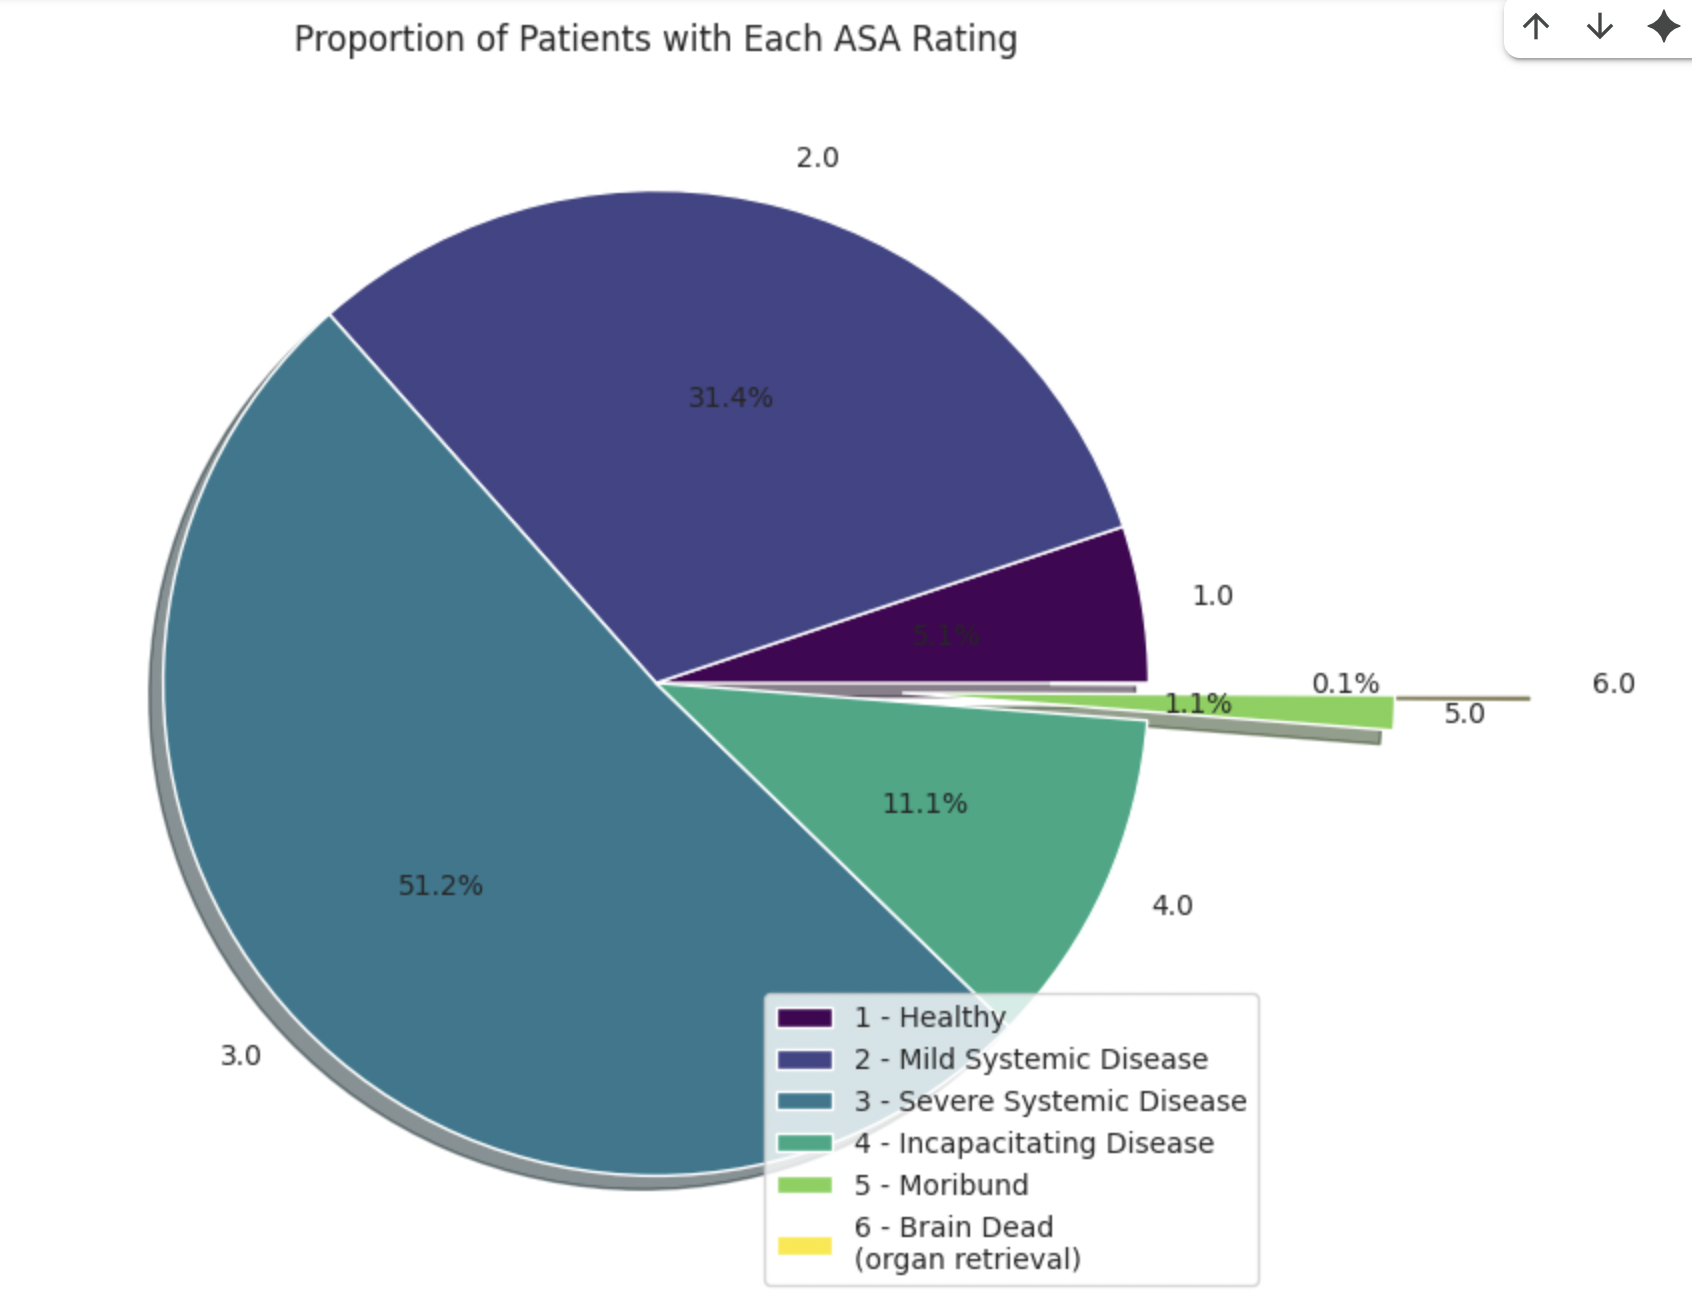 Proportion of Patients with Each ASA Rating
2.0
31.4%
1.0
5.1%
0.1%
6.0
1.1%
5.0
11.1%
51.2%
4.0
3.0
1 - Healthy
2 - Mild Systemic Disease
3 - Severe Systemic Disease
4 - Incapacitating Disease
5 - Moribund
6 - Brain Dead
(organ retrieval)